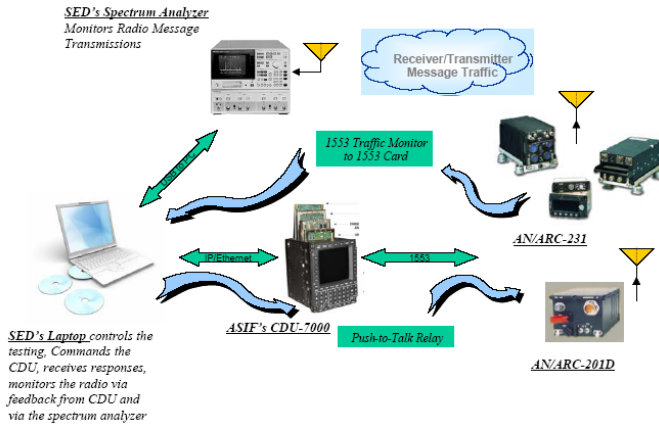 SED's Spectrum Analyzer
Monitors Radio Message
Transmissions
Receiver/Transmitter
Message Traffic
1553 Traffic Monitor
to 1553 Card
AN/ARC-231
IP/Ethernet
1553
ASIF's CDU-7000
Push-to-Talk Relay
AN/ARC-201D
SED's Laptop controls the
testing, Commands the
CDU, receives responses,
monitors the radio via
feedback from CDU and
via the spectrum analyzer